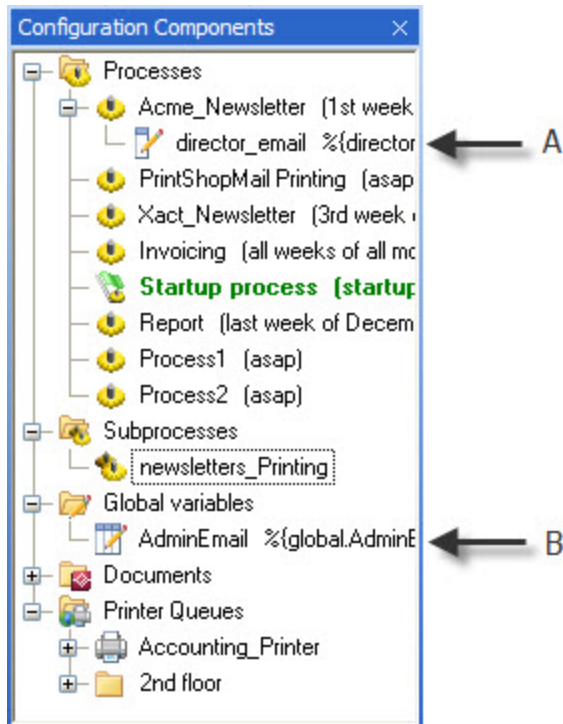 Configuration Components
Processes
Acme_Newsletter (1st week
director_email %{director
A
PrintShopMail Printing (asap
Xact_Newsletter (3rd week
Invoicing (all weeks of all mo
Startup process (startup
Report (last week of Decem
Process1 (asap)
Process2 (asap)
Subprocesses
newsletters_Printing
Global variables
AdminEmail %{global.AdminE
B
Documents
Printer Queues
Accounting_Printer
2nd floor